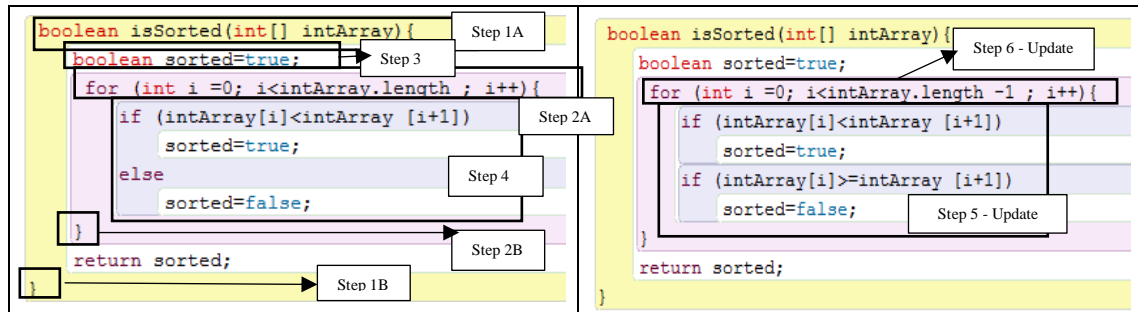 boolean isSorted(int[] intArray){
Step 1A
boolean sorted=true;
Step 3
for (int i =0; i<intArray.length ; i++){
if (intArray[i]<intArray [i+1])
Step 2A
sorted=true;
else
Step 4
sorted=false;
}
Step 2B
return sorted;
Step 1B
}
boolean isSorted(int[] intArray){
Step 6 - Update
boolean sorted=true;
for (int i =0; i<intArray.length -1 ; i++){
if (intArray[i]<intArray [i+1])
sorted=true;
if (intArray[i]>=intArray [i+1])
sorted=false;
Step 5 - Update
}
return sorted;
}